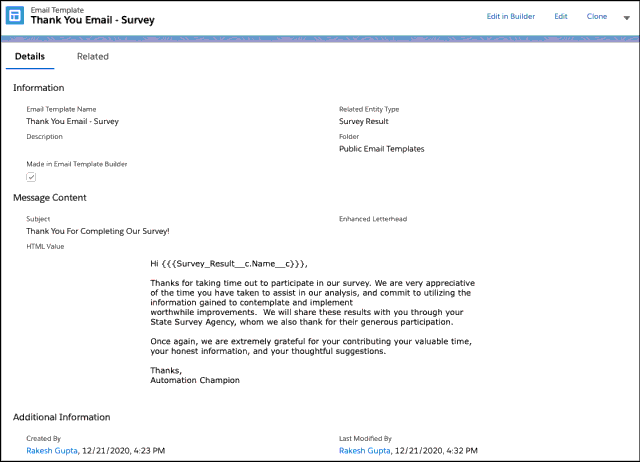 Email Template
Thank You Email - Survey
Edit in Builder Edit Clone
Details Related
Information
Email Template Name Related Entity Type
Thank You Email - Survey Survey Result
Description Folder
Public Email Templates
Made in Email Template Builder
Message Content
Subject Enhanced Letterhead
Thank You For Completing Our Survey!
HTML Value
Hi {{{Survey_Result__c.Name__c}}},
Thanks for taking time out to participate in our survey. We are very appreciative
of the time you have taken to assist in our analysis, and commit to utilizing the
information gained to contemplate and implement
worthwhile improvements.  We will share these results with you through your
State Survey Agency, whom we also thank for their generous participation.
Once again, we are extremely grateful for your contributing your valuable time,
your honest information, and your thoughtful suggestions.
Thanks,
Automation Champion
Additional Information
Created By Last Modified By
Rakesh Gupta, 12/21/2020, 4:23 PM Rakesh Gupta, 12/21/2020, 4:32 PM